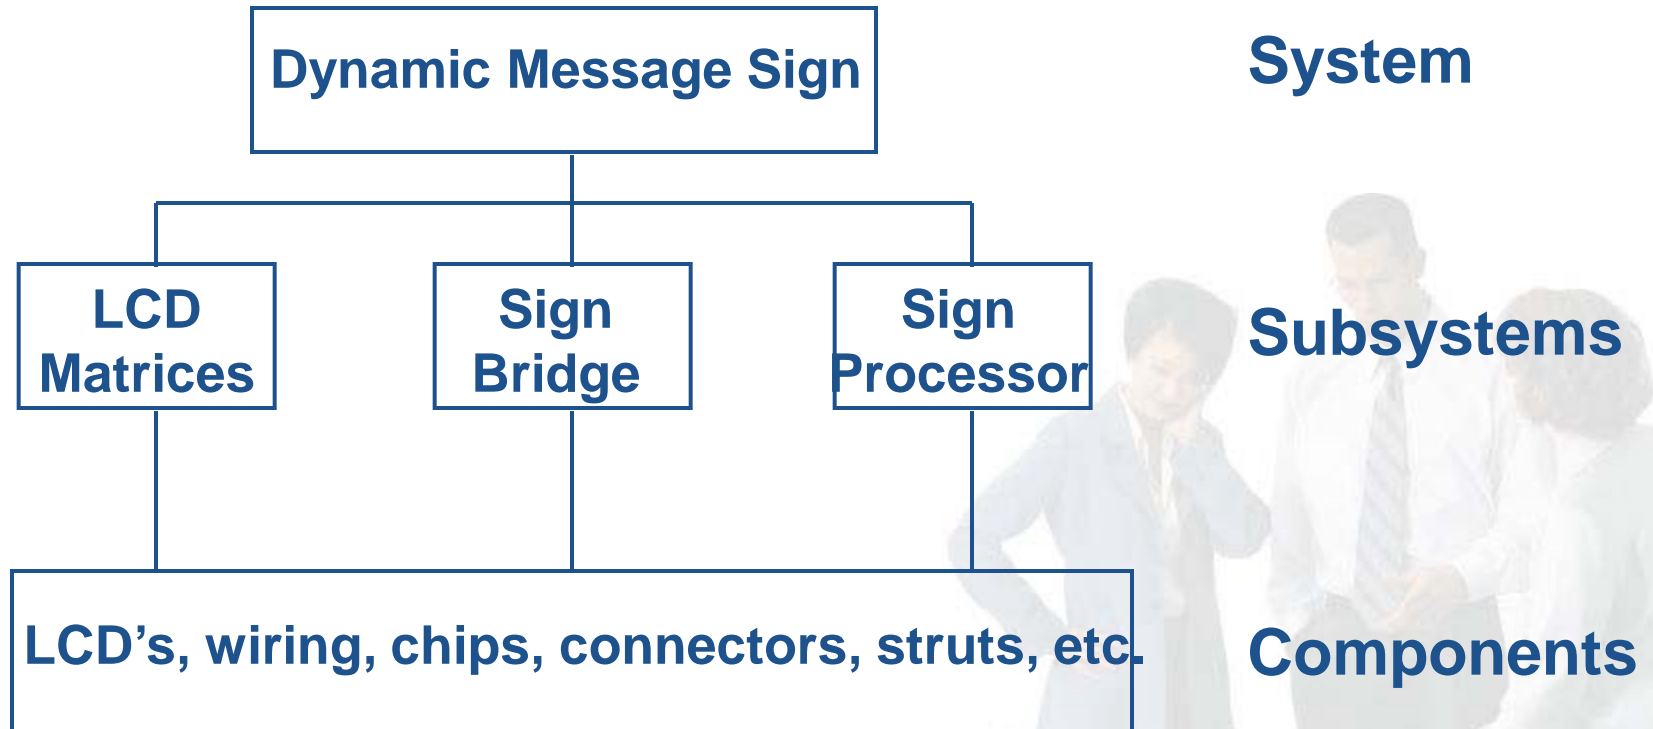 Dynamic Message Sign
System
LCD
Matrices
Sign
Bridge
Sign
Processor
Subsystems
LCD’s, wiring, chips, connectors, struts, etc.
Components